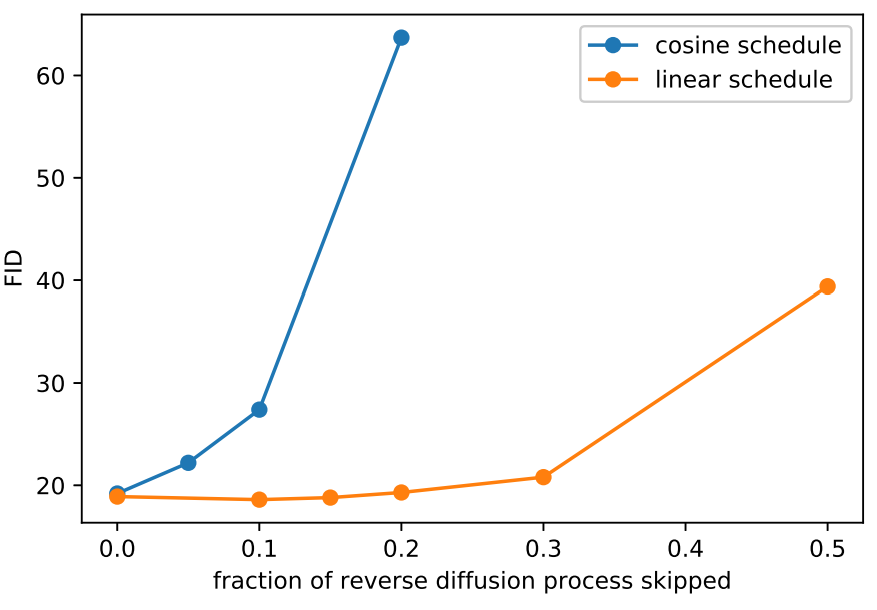 cosine schedule
linear schedule
60
50
40
30
20
FID
0.0 0.1 0.2 0.3 0.4 0.5
fraction of reverse diffusion process skipped